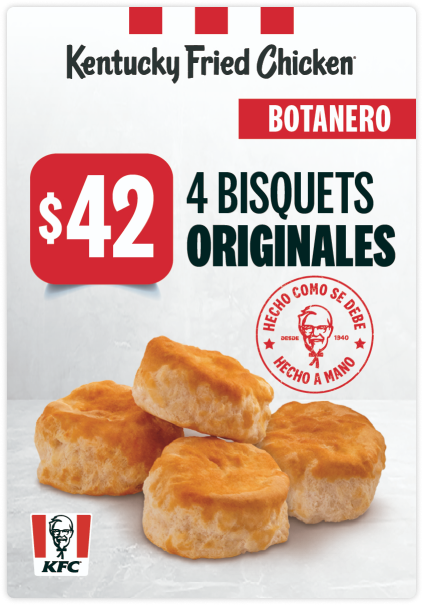 Kentucky Fried Chicken
BOTANERO
$42
4 BISQUETS
ORIGINALES
HECHO COMO SE DEBE
DESDE 1940
HECHO A MANO
KFC